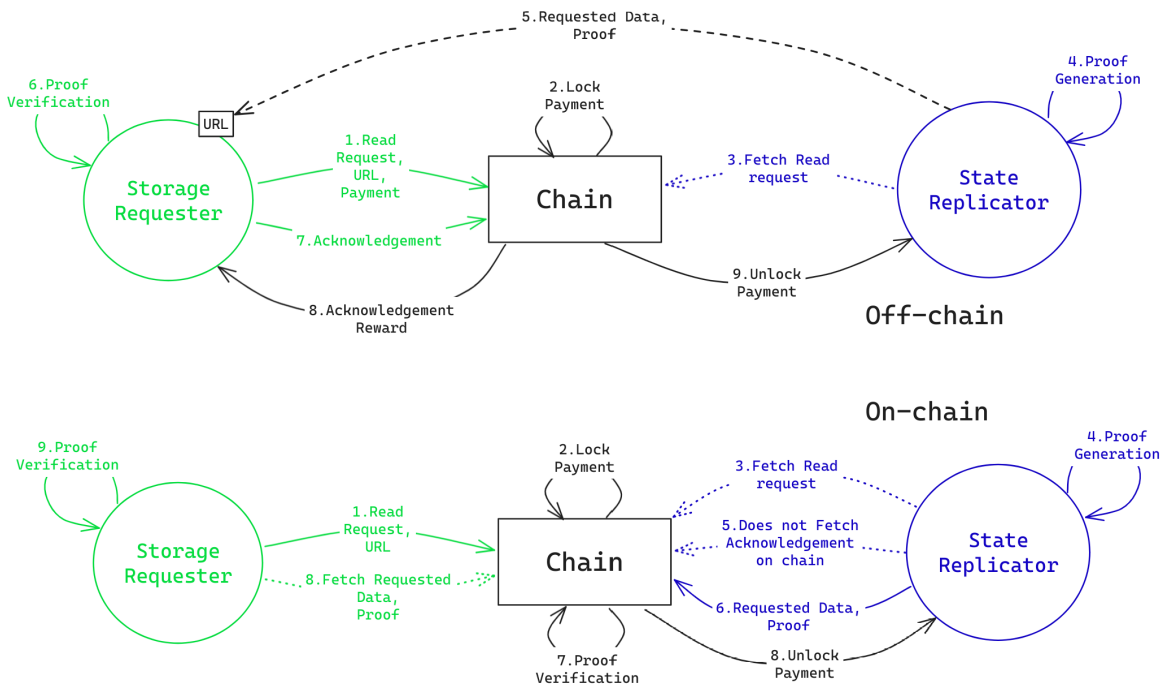 5.Requested Data,
Proof
6.Proof
Verification
URL
2.Lock
Payment
4.Proof
Generation
1.Read
Request,
URL,
Payment
3.Fetch Read
request
Storage
Requester
Chain
State
Replicator
7.Acknowledgement
9.Unlock
Payment
8.Acknowledgement
Reward
Off-chain
On-chain
9.Proof
Verification
2.Lock
Payment
3.Fetch Read
request
4.Proof
Generation
1.Read
Request,
URL
5.Does not Fetch
Acknowledgement
on chain
Storage
Requester
Chain
State
Replicator
8.Fetch Requested
Data,
Proof
6.Requested Data,
Proof
7.Proof
Verification
8.Unlock
Payment